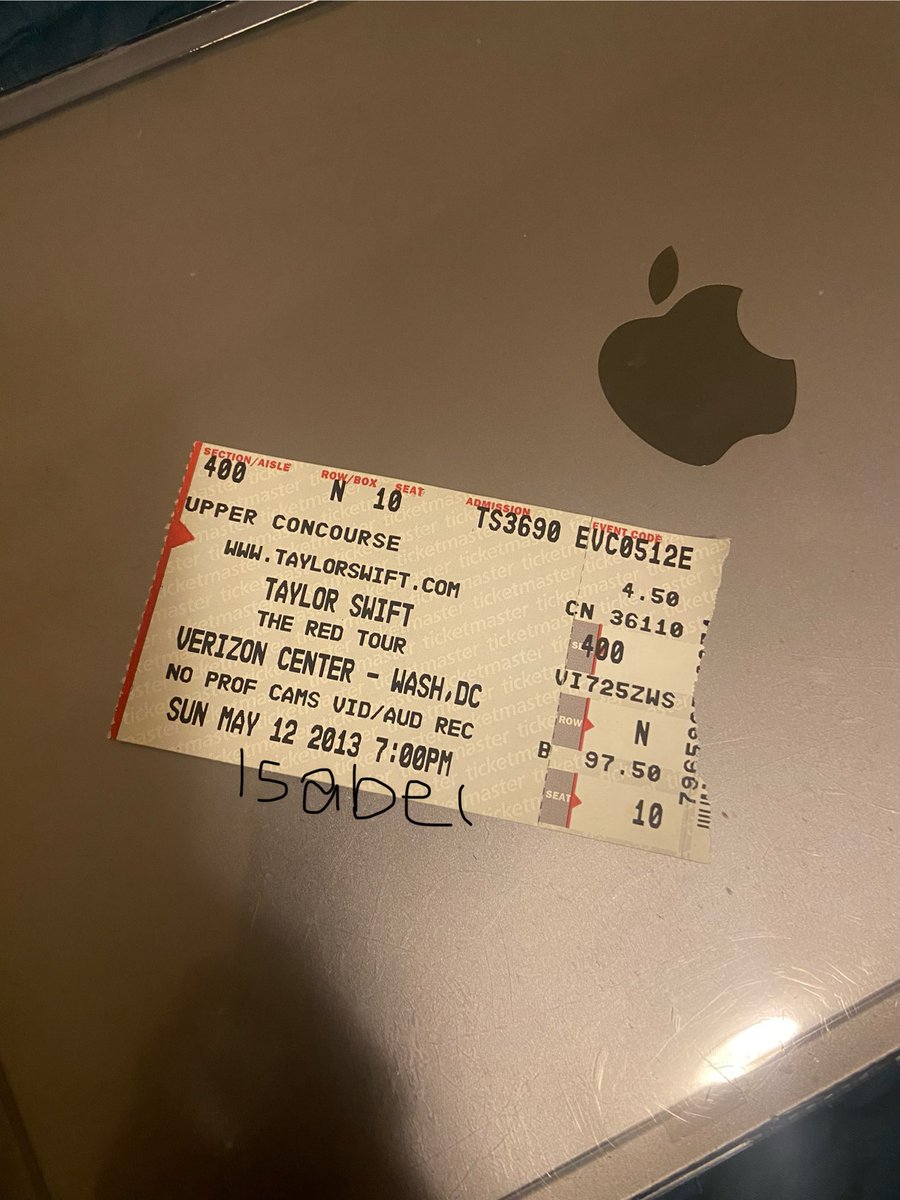 SECTION/AISLE ROW/BOX SEAT ADMISSION EVENT CODE
400 N 10 TS3690 EVC0512E
UPPER CONCOURSE
WWW.TAYLORSWIFT.COM
TAYLOR SWIFT
THE RED TOUR
VERIZON CENTER - WASH,DC
NO PROF CAMS VID/AUD REC
SUN MAY 12 2013 7:00PM
Isabel
4.50
CN 36110
400
VI725ZWS
ROW N
B 97.50
SEAT 10
ticketmaster